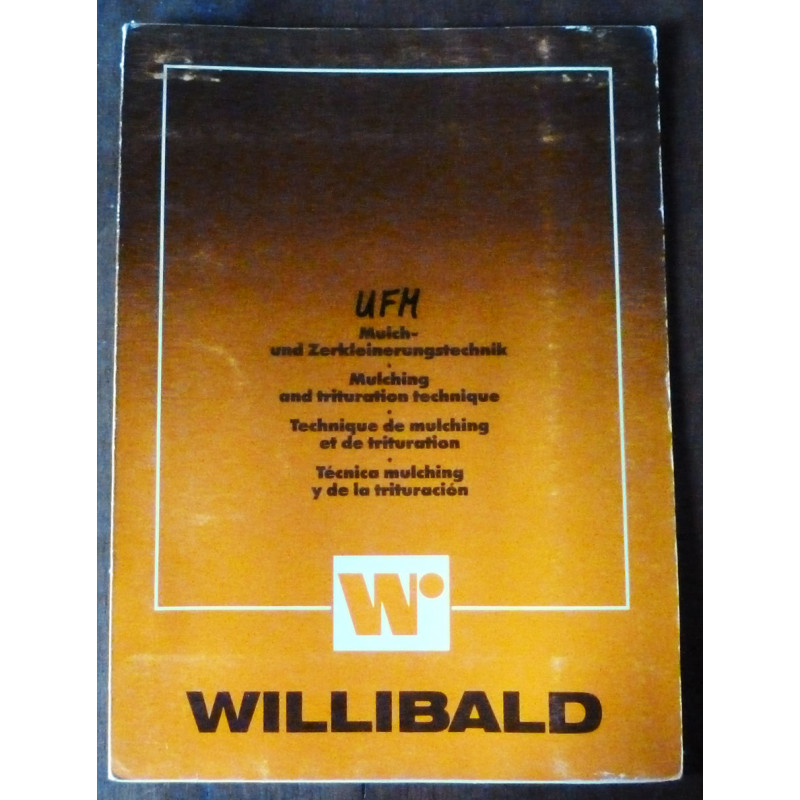 UFM
Mulch-
und Zerkleinerungstechnik
·
Mulching
and trituration technique
·
Technique de mulching
et de trituration
·
Técnica mulching
y de la trituración
W
WILLIBALD